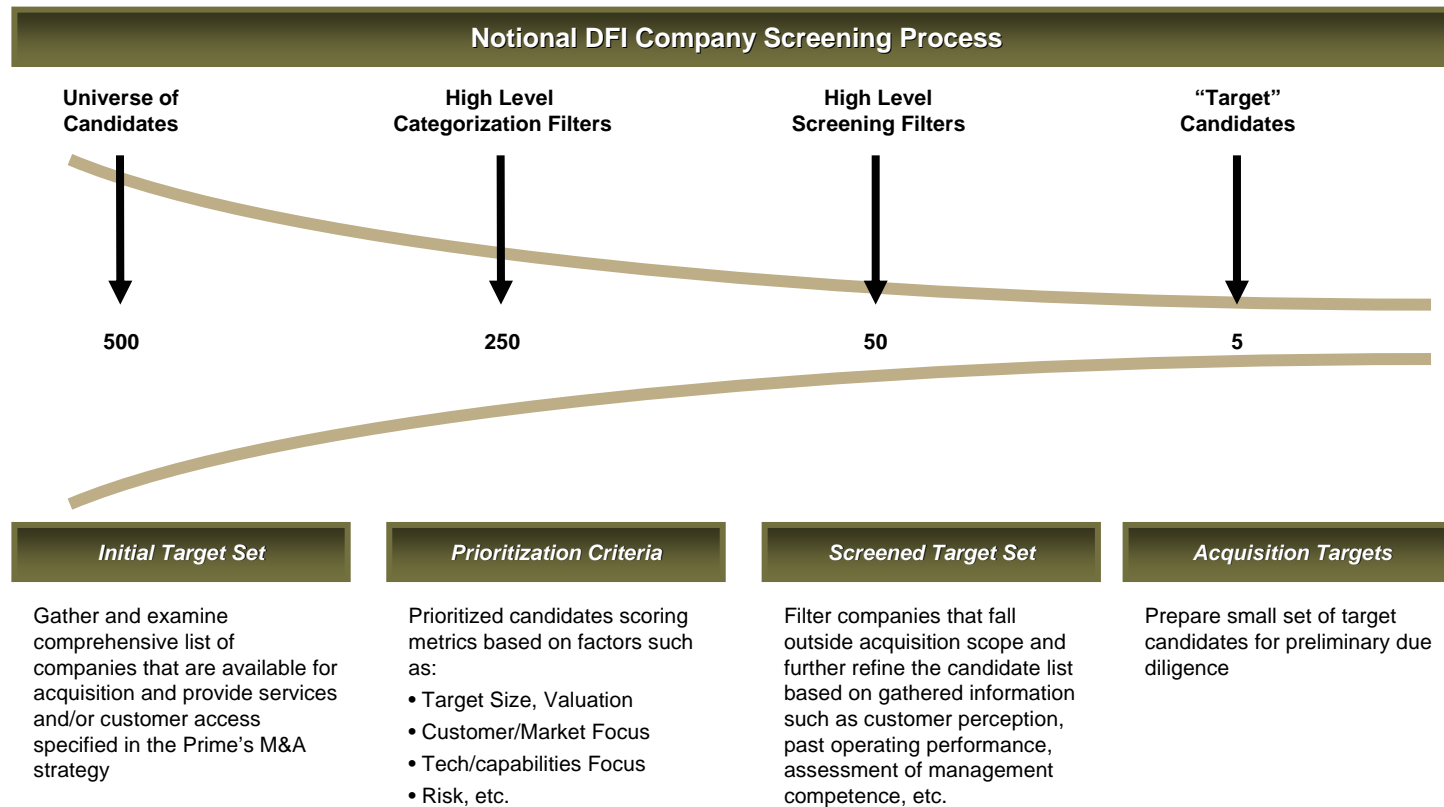 Notional DFI Company Screening Process
Universe of
Candidates
High Level
Categorization Filters
High Level
Screening Filters
“Target”
Candidates
500
250
50
5
Initial Target Set
Gather and examine
comprehensive list of
companies that are available for
acquisition and provide services
and/or customer access
specified in the Prime’s M&A
strategy
Prioritization Criteria
Prioritized candidates scoring
metrics based on factors such
as:
• Target Size, Valuation
• Customer/Market Focus
• Tech/capabilities Focus
• Risk, etc.
Screened Target Set
Filter companies that fall
outside acquisition scope and
further refine the candidate list
based on gathered information
such as customer perception,
past operating performance,
assessment of management
competence, etc.
Acquisition Targets
Prepare small set of target
candidates for preliminary due
diligence